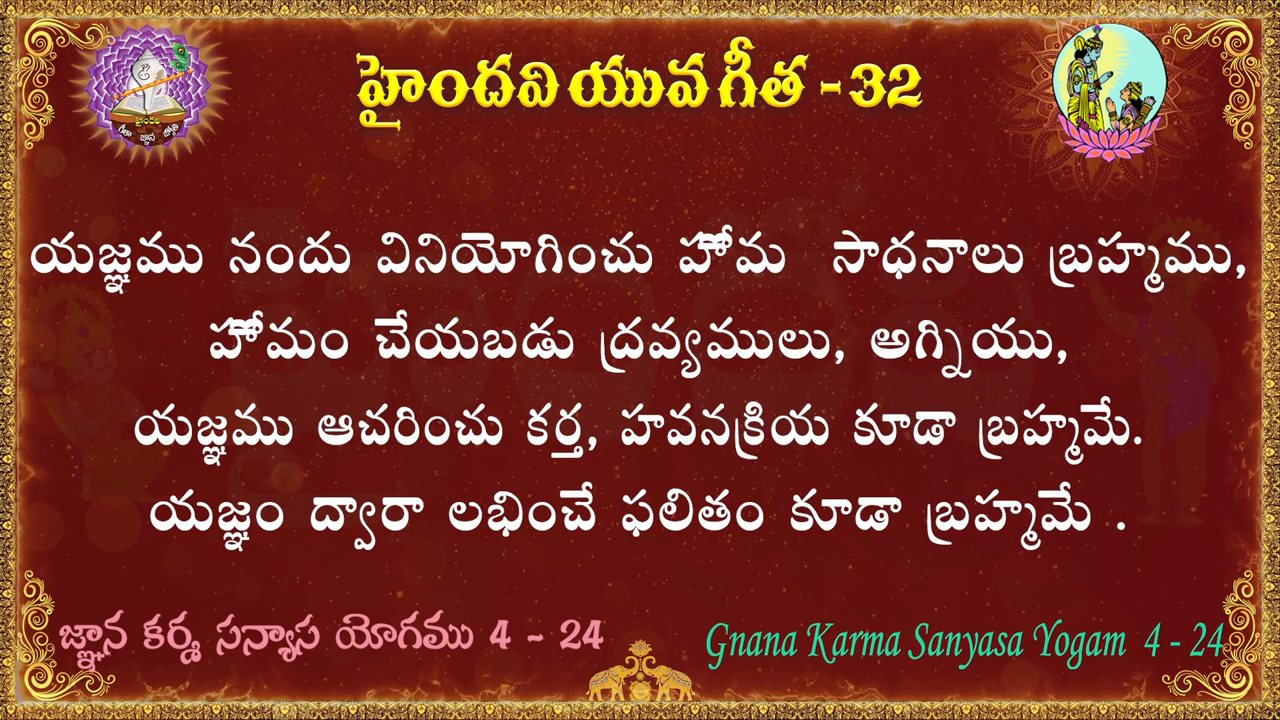 హైందవి యువ గీత - 32
హైందవి
గీతా జ్ఞాన జ్యోతి
యజ్ఞము నందు వినియోగించు హోమ సాధనాలు బ్రహ్మము,
హోమం చేయబడు ద్రవ్యములు, అగ్నియు,
యజ్ఞము ఆచరించు కర్త, హవనక్రియ కూడా బ్రహ్మమే.
యజ్ఞం ద్వారా లభించే ఫలితం కూడా బ్రహ్మమే .
జ్ఞాన కర్మ సన్యాస యోగము 4 - 24
Gnana Karma Sanyasa Yogam 4 - 24